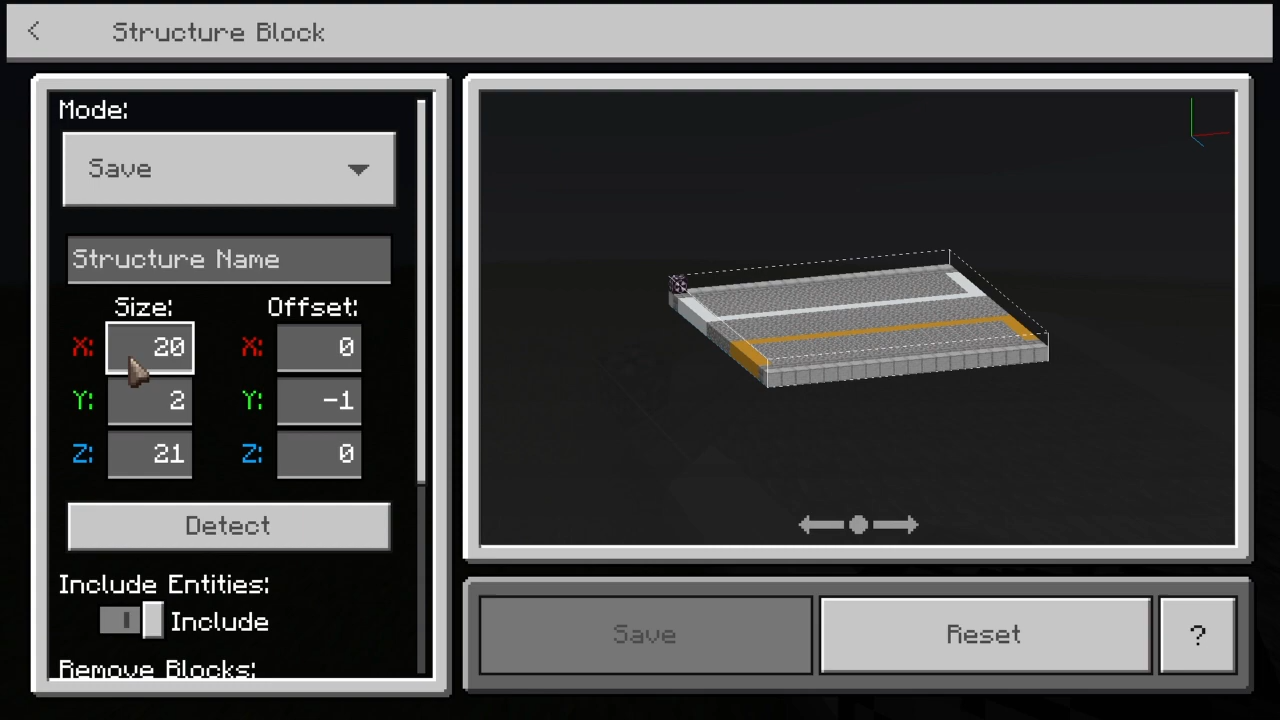 Structure Block
Mode:
Save
Structure Name
Size: Offset:
X: 20 X: 0
Y: 2 Y: -1
Z: 21 Z: 0
Detect
Include Entities:
Include
Remove Blocks:
Save Reset ?